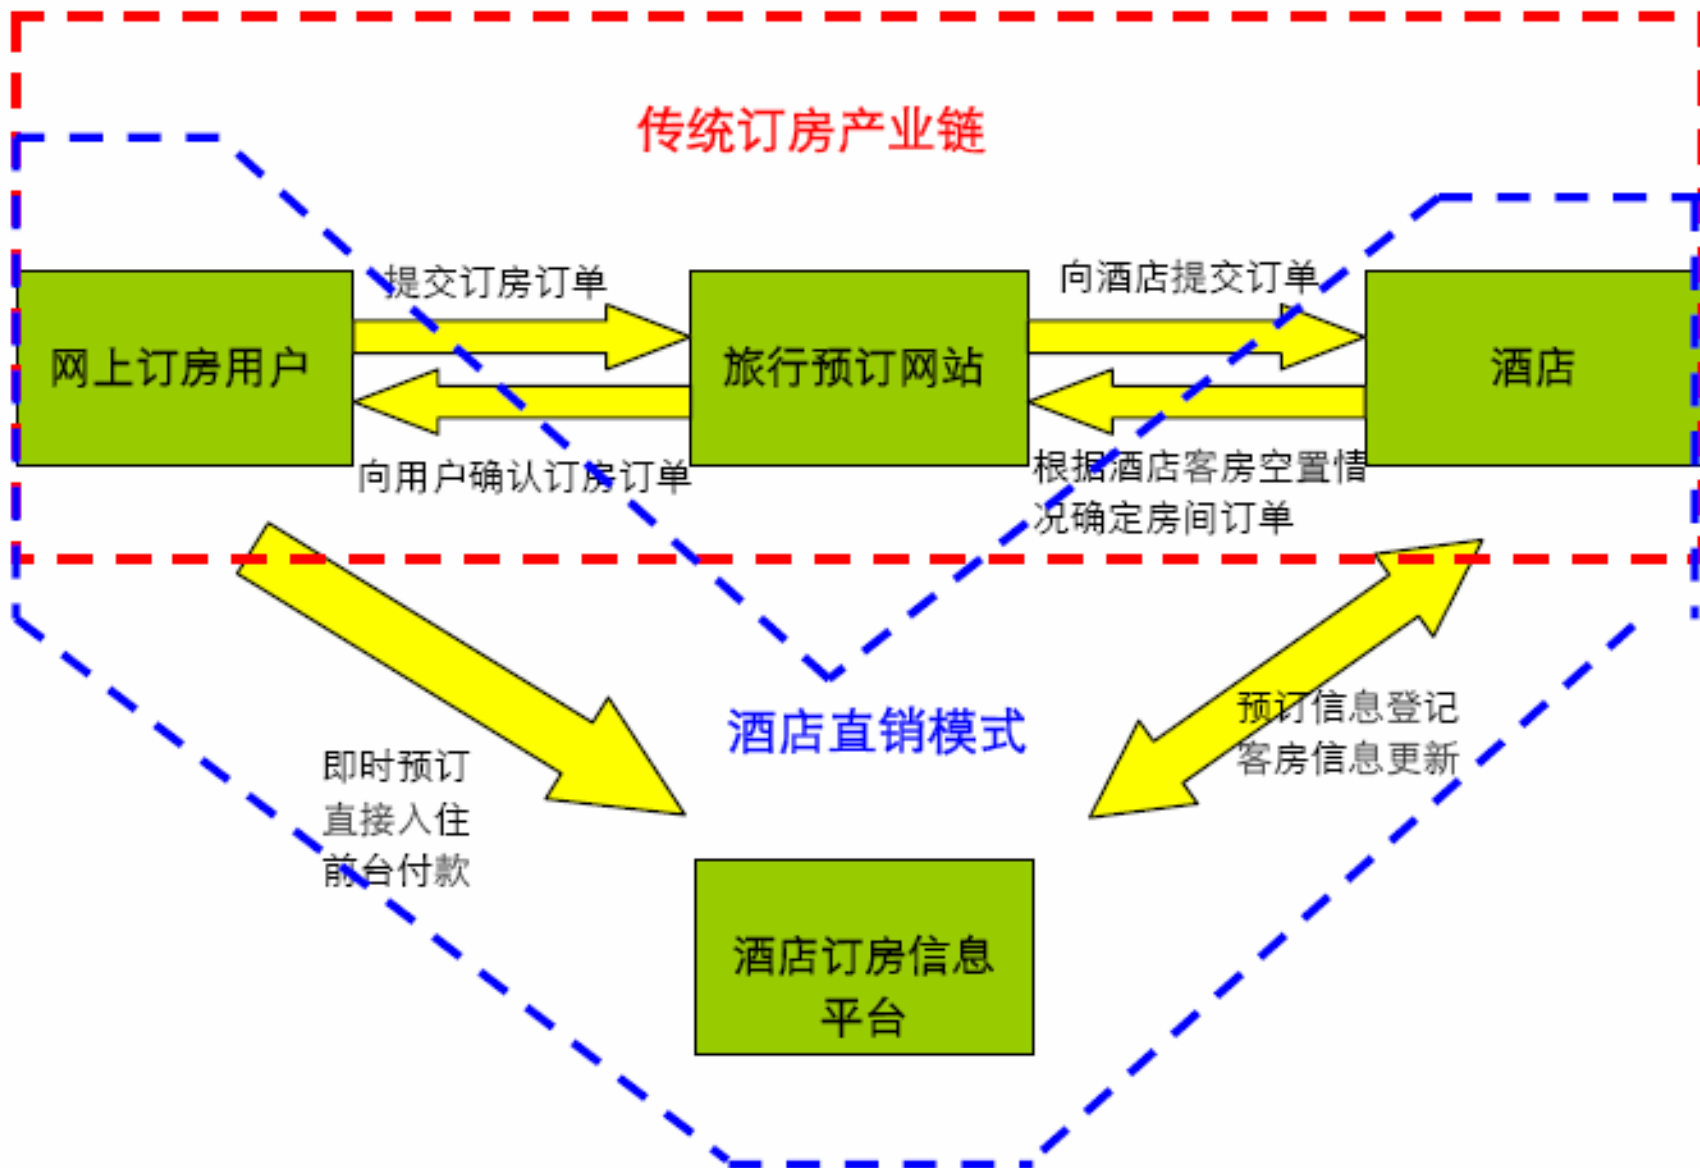 传统订房产业链
提交订房订单
向酒店提交订单
网上订房用户
旅行预订网站
酒店
向用户确认订房订单
根据酒店客房空置情
况确定房间订单
酒店直销模式
预订信息登记
客房信息更新
即时预订
直接入住
前台付款
酒店订房信息
平台